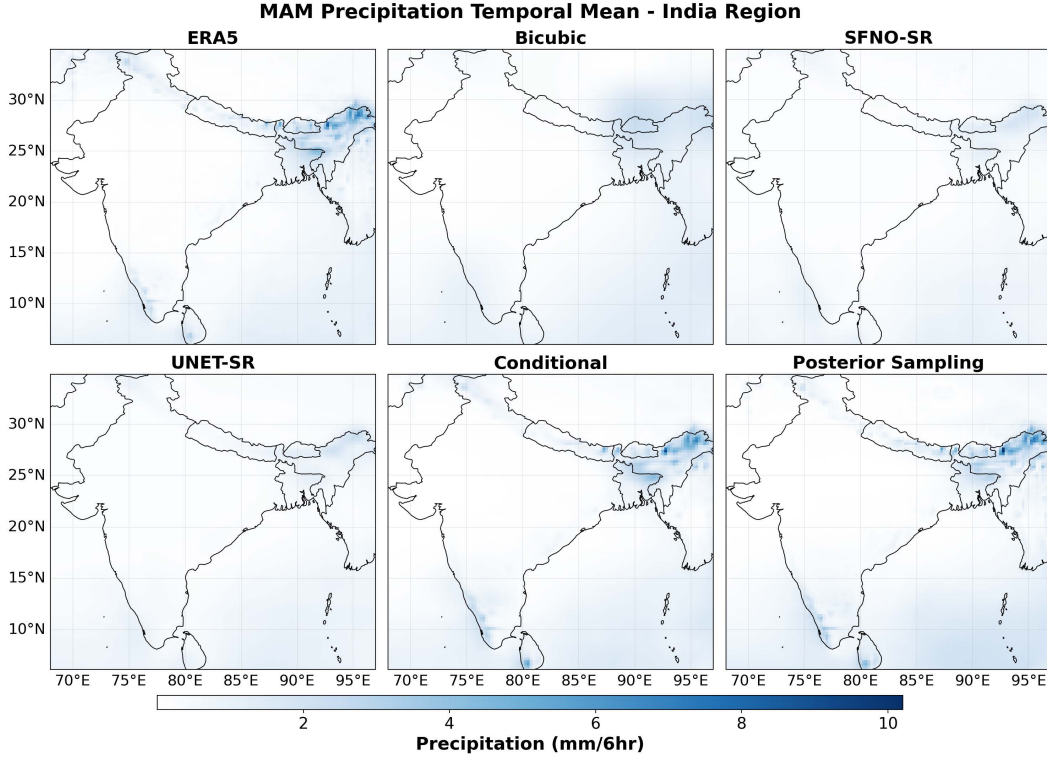 MAM Precipitation Temporal Mean - India Region
ERA5 Bicubic SFNO-SR
30°N
25°N
20°N
15°N
10°N
UNET-SR Conditional Posterior Sampling
30°N
25°N
20°N
15°N
10°N
70°E 75°E 80°E 85°E 90°E 95°E 70°E 75°E 80°E 85°E 90°E 95°E 70°E 75°E 80°E 85°E 90°E 95°E
2 4 6 8 10
Precipitation (mm/6hr)